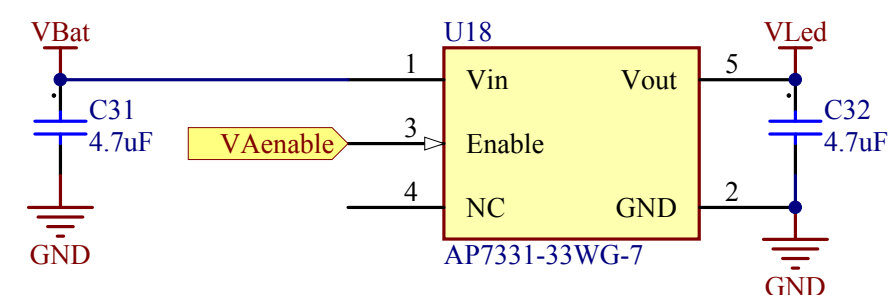 VBat
U18
VLed
1
Vin
Vout
5
C31
4.7uF
C32
4.7uF
VAenable
3
Enable
4
NC
GND
2
GND
AP7331-33WG-7
GND